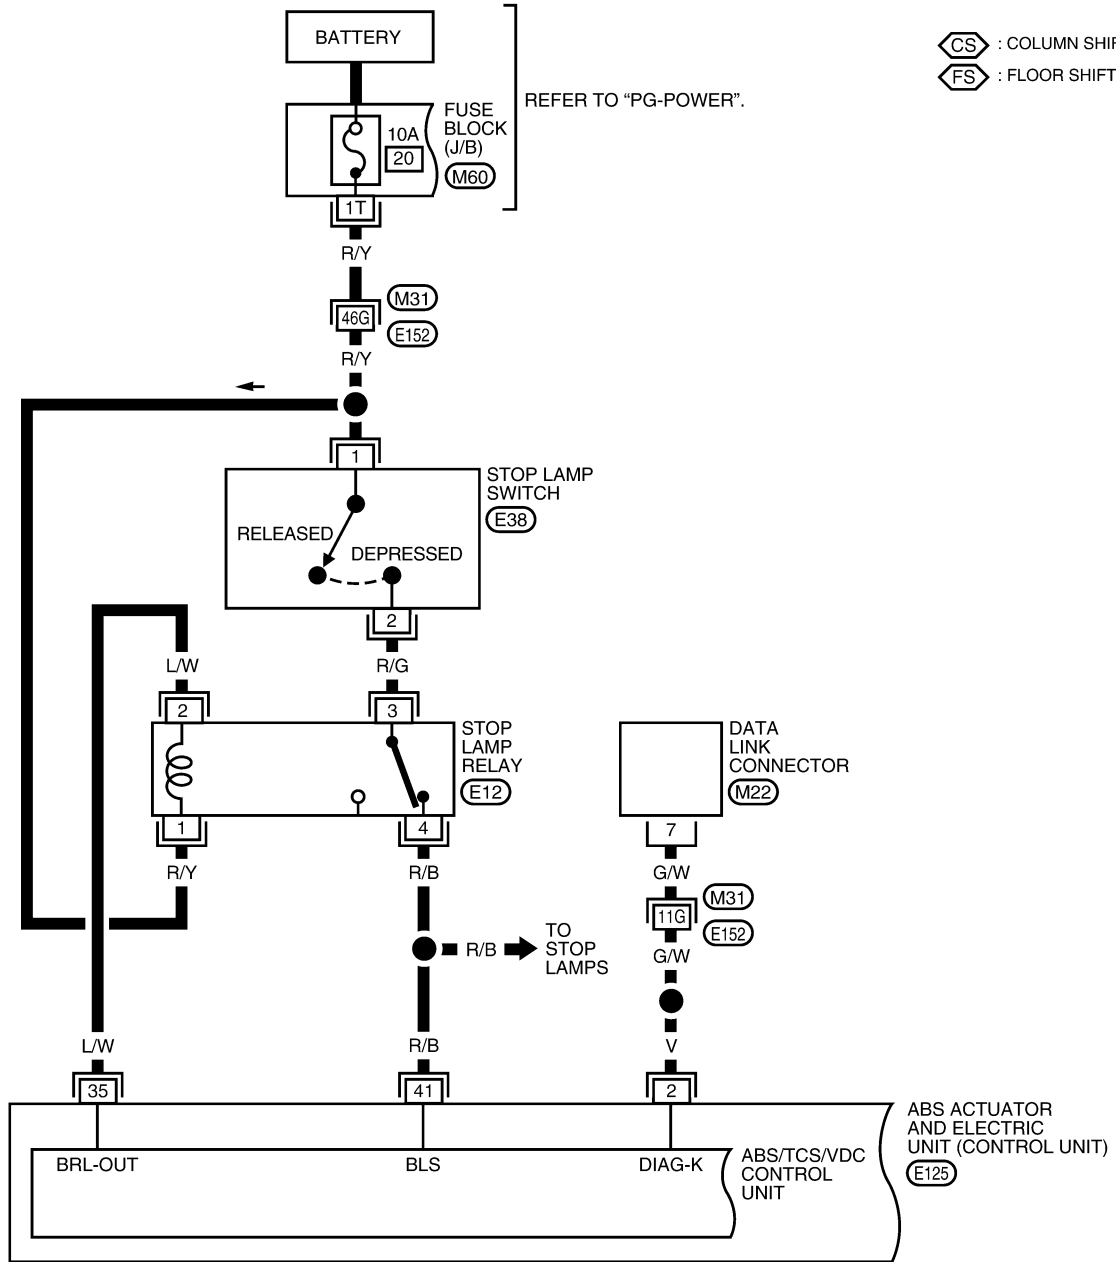 BATTERY
CS : COLUMN SHIF
FS : FLOOR SHIFT
REFER TO “PG-POWER”.
FUSE
BLOCK
(J/B)
10A
20
M60
1T
R/Y
M31
46G
E152
R/Y
1
STOP LAMP
SWITCH
E38
RELEASED
DEPRESSED
2
L/W
R/G
2
3
STOP
LAMP
RELAY
E12
DATA
LINK
CONNECTOR
M22
1
4
7
R/Y
R/B
G/W
M31
11G
E152
R/B
TO
STOP
LAMPS
G/W
L/W
R/B
V
35
41
2
ABS ACTUATOR
AND ELECTRIC
UNIT (CONTROL UNIT)
E125
BRL-OUT
BLS
DIAG-K
ABS/TCS/VDC
CONTROL
UNIT